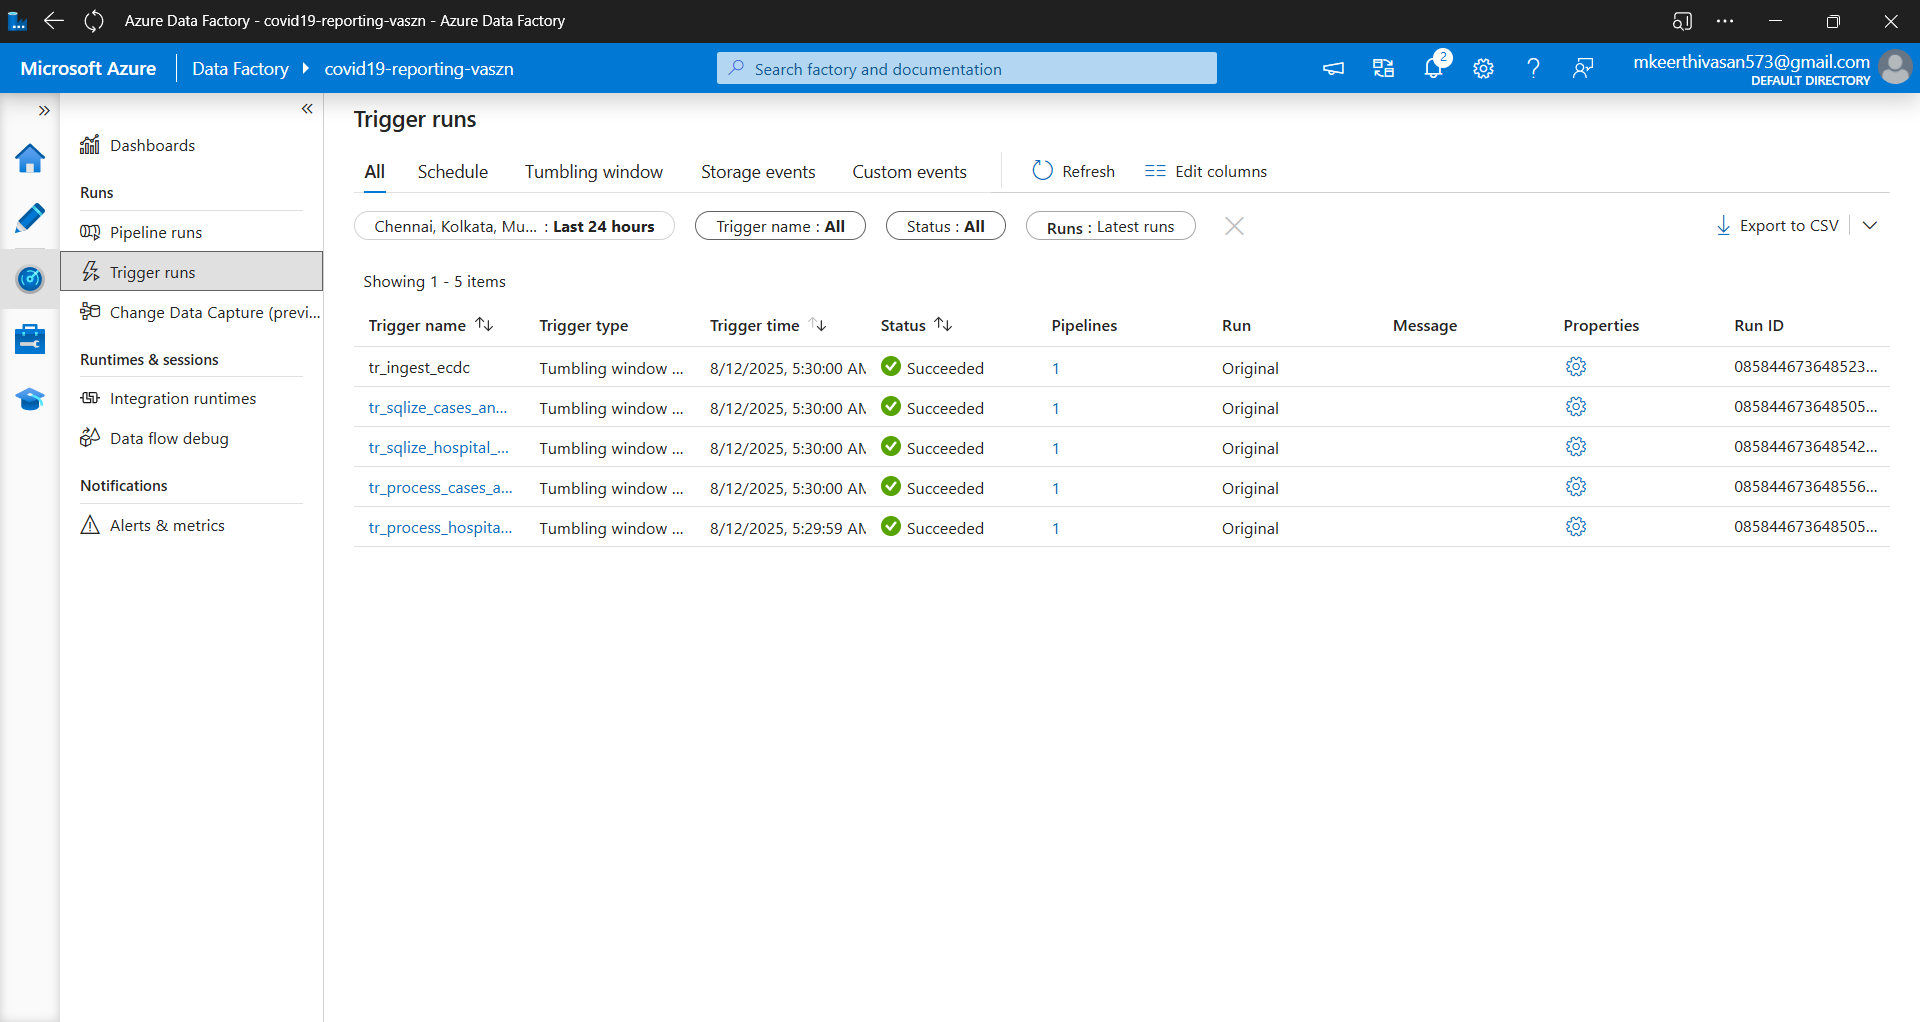 Azure Data Factory - covid19-reporting-vaszn - Azure Data Factory
Microsoft Azure
Data Factory
covid19-reporting-vaszn
Search factory and documentation
2
mkeerthivasan573@gmail.com
DEFAULT DIRECTORY
Dashboards
Runs
Pipeline runs
Trigger runs
Change Data Capture (previ...
Runtimes & sessions
Integration runtimes
Data flow debug
Notifications
Alerts & metrics
Trigger runs
All Schedule Tumbling window Storage events Custom events Refresh Edit columns
Chennai, Kolkata, Mu... : Last 24 hours Trigger name : All Status : All Runs : Latest runs Export to CSV
Showing 1 - 5 items
Trigger name Trigger type Trigger time Status Pipelines Run Message Properties Run ID
tr_ingest_ecdc Tumbling window ... 8/12/2025, 5:30:00 AM Succeeded 1 Original 085844673648523...
tr_sqlize_cases_an... Tumbling window ... 8/12/2025, 5:30:00 AM Succeeded 1 Original 085844673648505...
tr_sqlize_hospital_... Tumbling window ... 8/12/2025, 5:30:00 AM Succeeded 1 Original 085844673648542...
tr_process_cases_a... Tumbling window ... 8/12/2025, 5:30:00 AM Succeeded 1 Original 085844673648556...
tr_process_hospita... Tumbling window ... 8/12/2025, 5:29:59 AM Succeeded 1 Original 085844673648505...